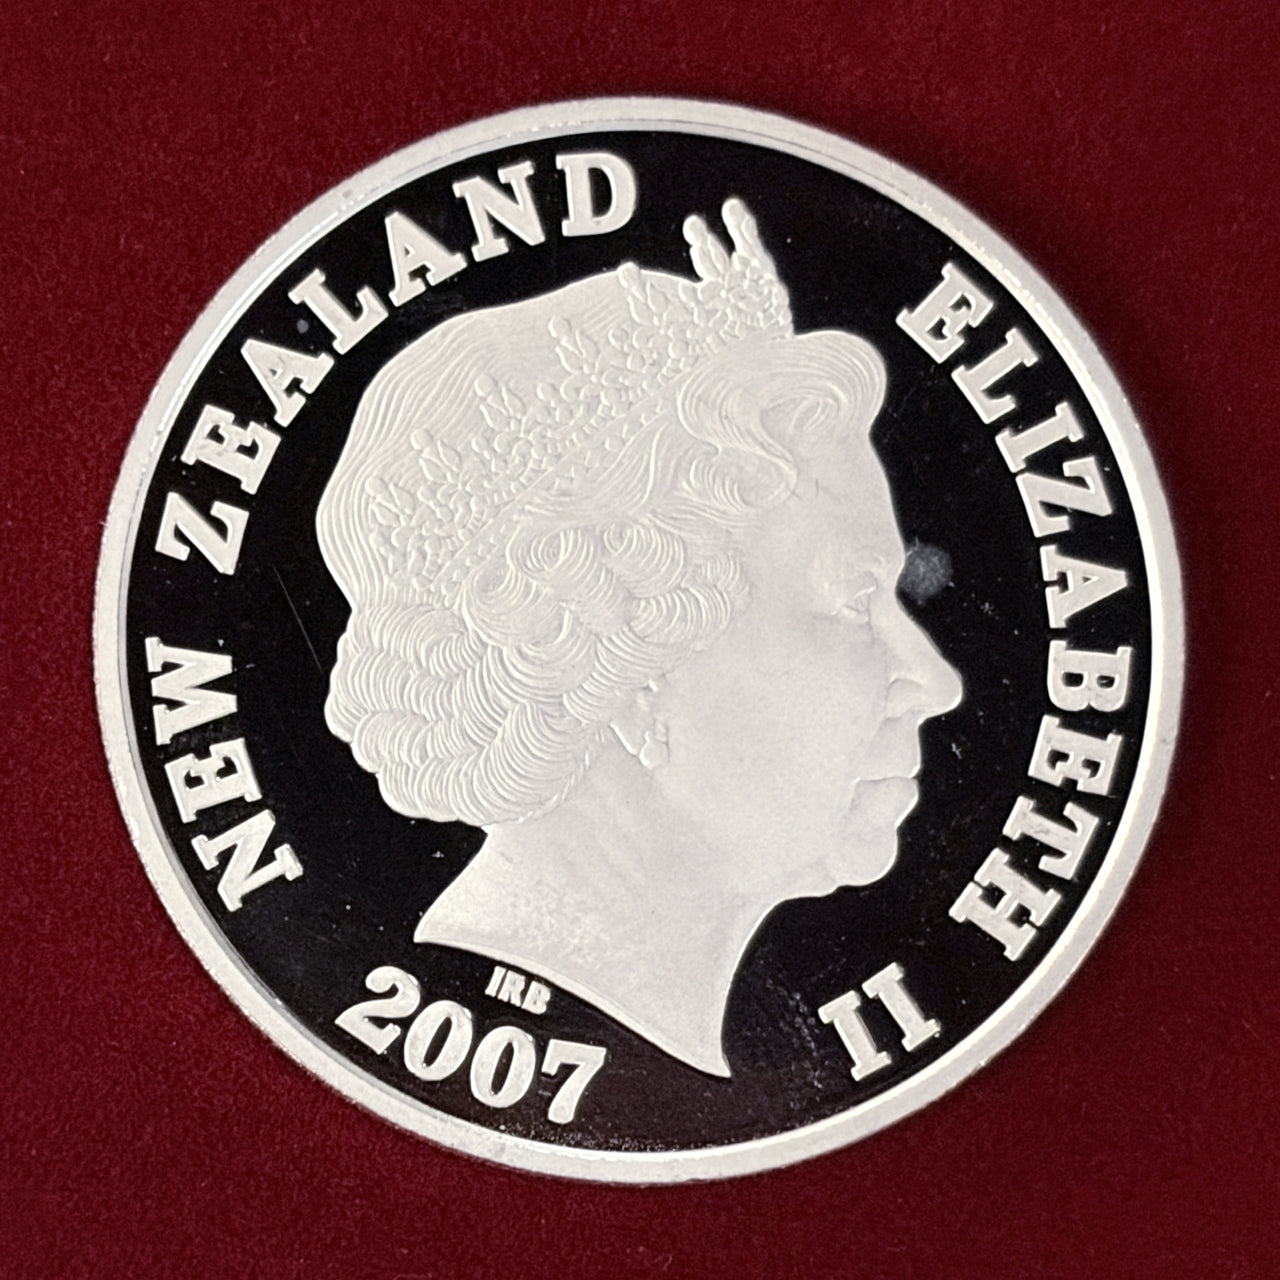 NEW ZEALAND
ELIZABETH II
IRB
2007